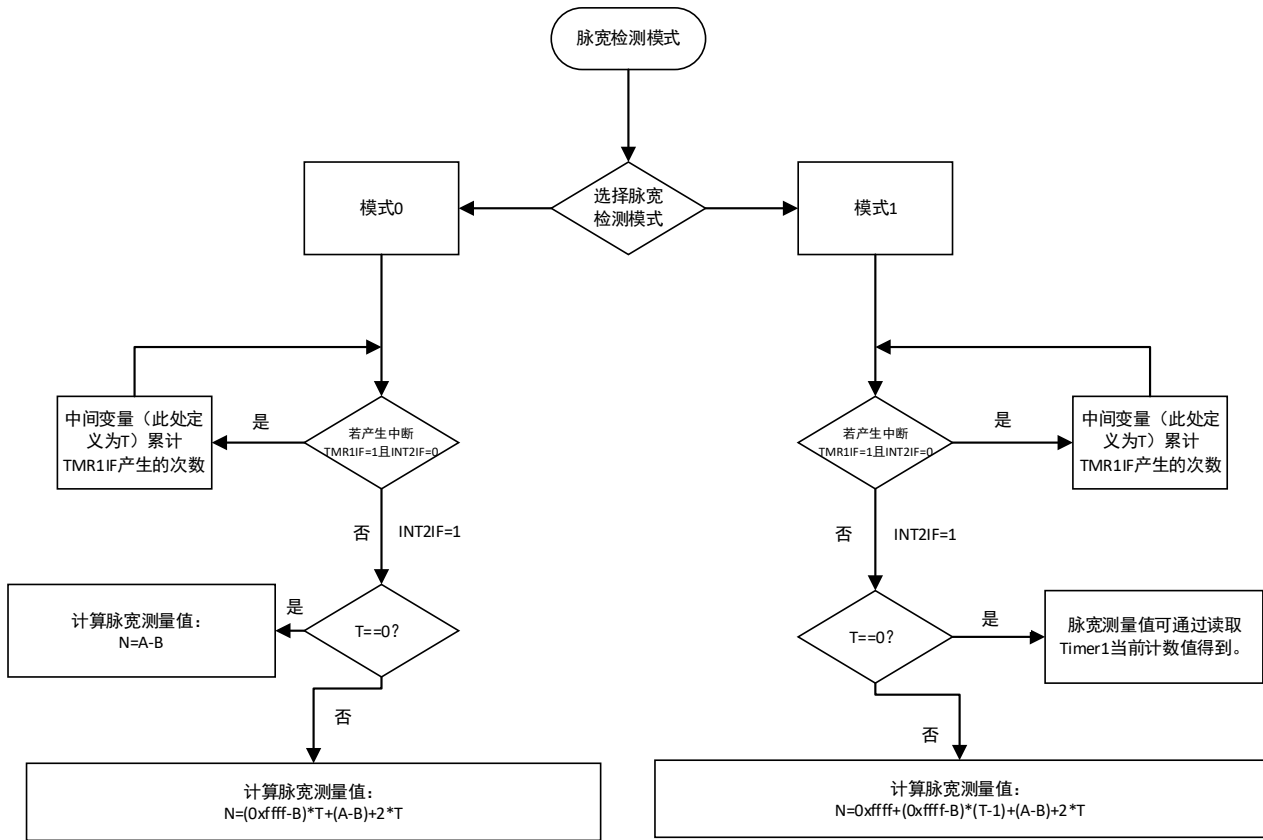 脉宽检测模式
选择脉宽
检测模式
模式0
模式1
中间变量（此处定
义为T）累计
TMR1IF产生的次数
是
若产生中断
TMR1IF=1且INT2IF=0
若产生中断
TMR1IF=1且INT2IF=0
是
中间变量（此处定
义为T）累计
TMR1IF产生的次数
否
INT2IF=1
否
INT2IF=1
计算脉宽测量值：
N=A-B
是
T==0？
T==0？
是
脉宽测量值可通过读取
Timer1当前计数值得到。
否
否
计算脉宽测量值：
N=(0xffff-B)*T+(A-B)+2*T
计算脉宽测量值：
N=0xffff+(0xffff-B)*(T-1)+(A-B)+2*T